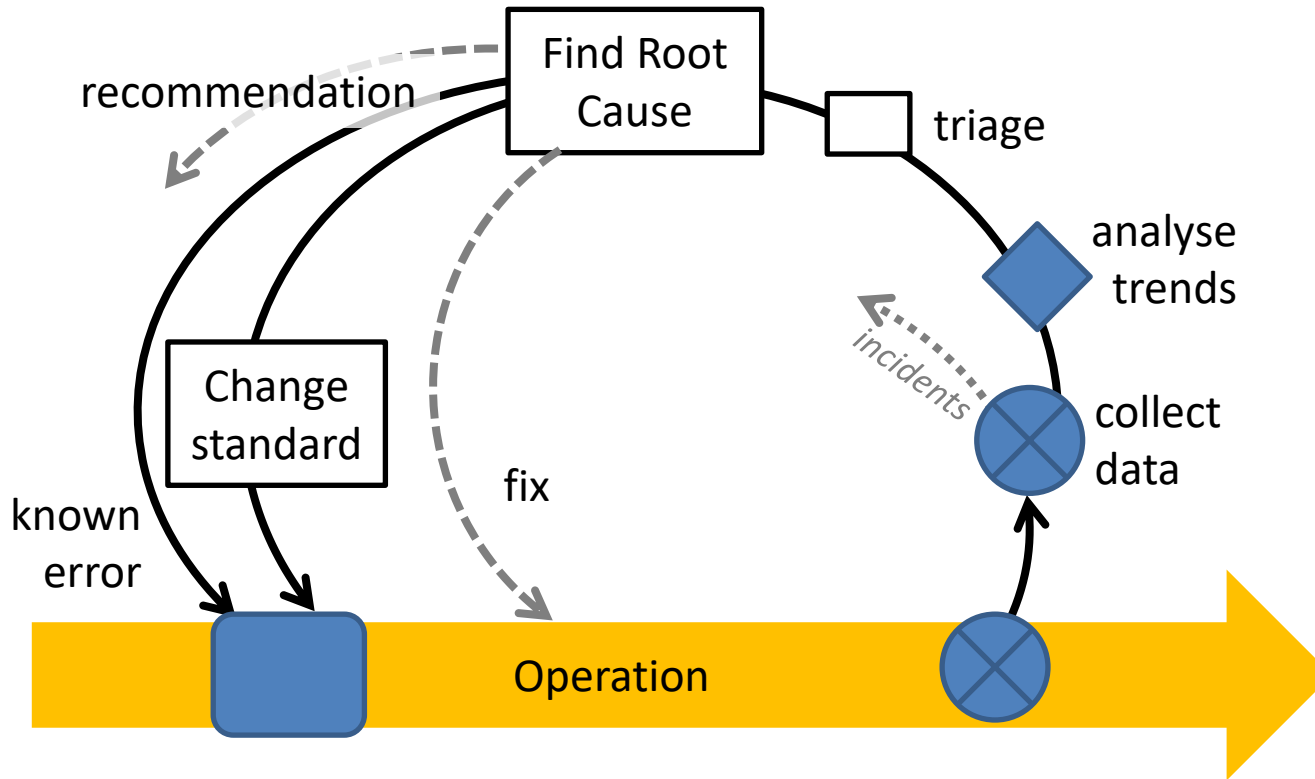 Find Root
Cause
recommendation
triage
analyse
trends
incidents
Change
standard
collect
data
fix
known
error
Operation